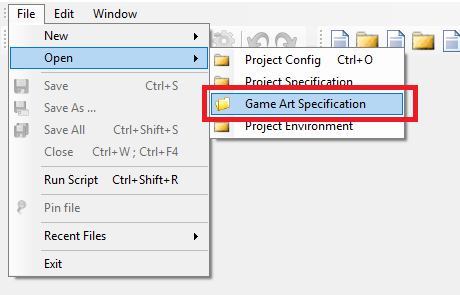 File Edit Window
New
Open
Project Config Ctrl+O
Project Specification
Save Ctrl+S
Game Art Specification
Save As ...
Project Environment
Save All Ctrl+Shift+S
Close Ctrl+W ; Ctrl+F4
Run Script Ctrl+Shift+R
Pin file
Recent Files
Exit